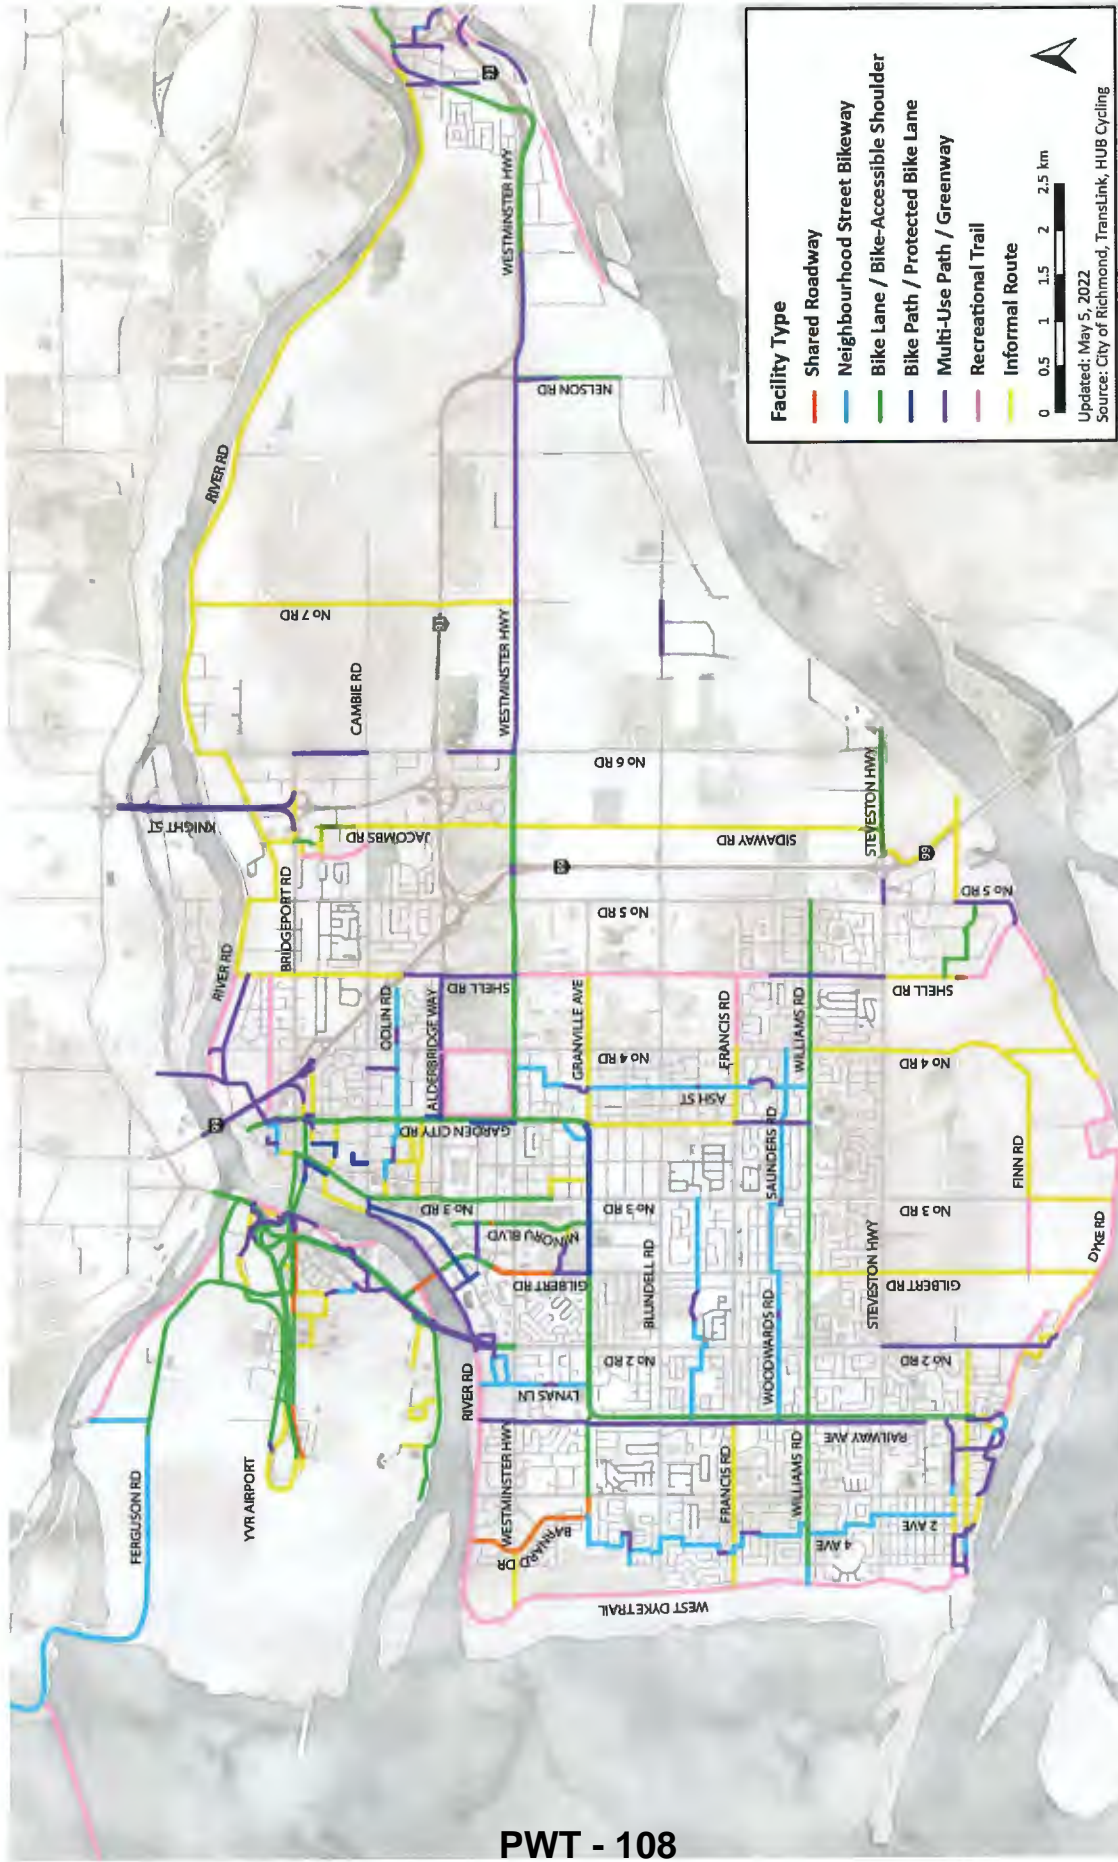 Facility Type
Shared Roadway
Neighbourhood Street Bikeway
Bike Lane / Bike-Accessible Shoulder
Bike Path / Protected Bike Lane
Multi-Use Path / Greenway
Recreational Trail
Informal Route
0 0.5 1 1.5 2 2.5 km
Updated: May 5, 2022
Source: City of Richmond, TransLink, HUB Cycling
FERGUSON RD
YVR AIRPORT
RIVER RD
WESTMINSTER HWY
BARNARD DR
WEST DYKE TRAIL
LYNAS LN
No 2 RD
GILBERT RD
MINORU BLVD
No 3 RD
GARDEN CITY RD
ALDERBRIDGE WAY
ODLIN RD
SHELL RD
RIVER RD
BRIDGEPORT RD
KNIGHT ST
JACOMBS RD
CAMBIE RD
No 7 RD
RIVER RD
WESTMINSTER HWY
WESTMINSTER HWY
NELSON RD
91
91
99
99
99
No 6 RD
SIDAWAY RD
No 5 RD
GRANVILLE AVE
No 4 RD
ASH ST
FRANCIS RD
WILLIAMS RD
SAUNDERS RD
No 3 RD
BLUNDELL RD
WOODWARDS RD
RAILWAY AVE
FRANCIS RD
WILLIAMS RD
4 AVE
2 AVE
No 2 RD
STEVESTON HWY
GILBERT RD
No 3 RD
FINN RD
DYKE RD
No 4 RD
SHELL RD
No 5 RD
STEVESTON HWY
PWT - 108